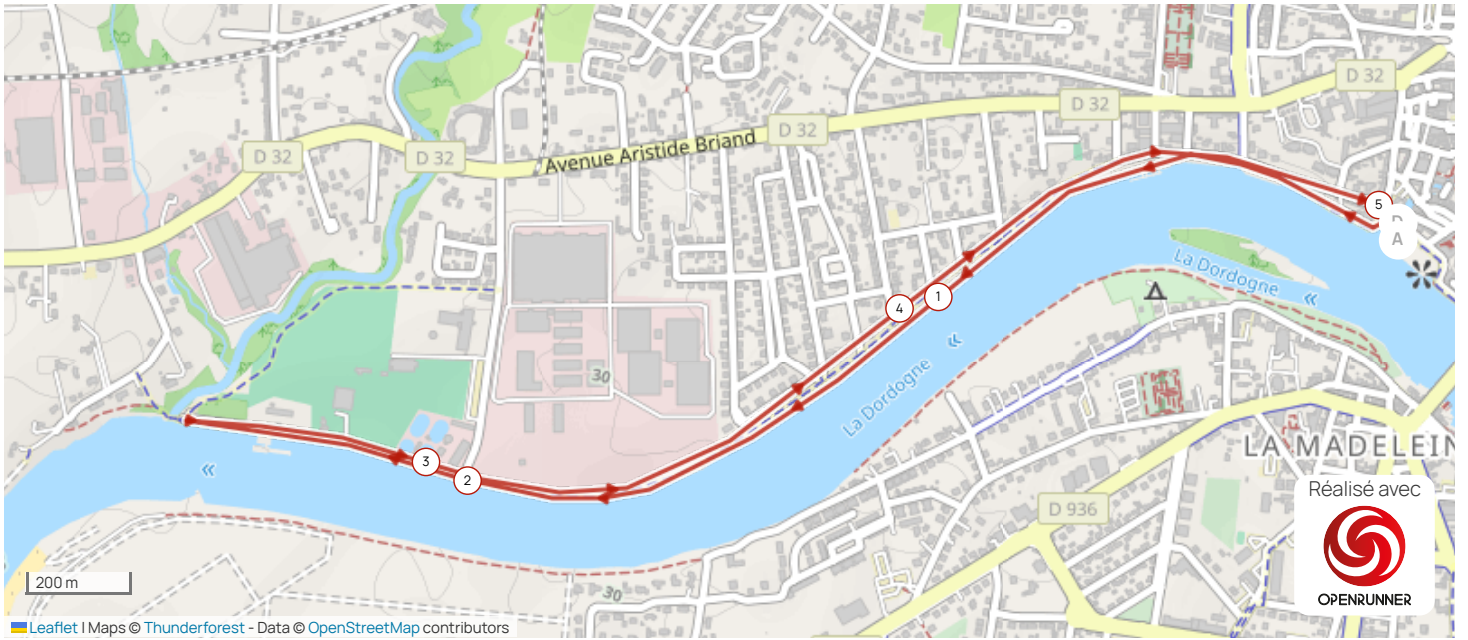 D 32
D 32
D 32
Avenue Aristide Briand
D 32
D 32
5
D
A
La Dordogne
«
1
4
«
La Dordogne
30
3
2
«
LA MADELEIN
D 936
30
Réalisé avec
OPENRUNNER
200 m
Leaflet | Maps © Thunderforest - Data © OpenStreetMap contributors